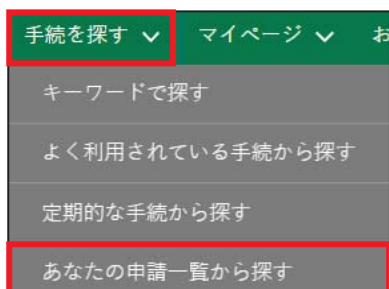 手続を探す マイページ お
キーワードで探す
よく利用されている手続から探す
定期的な手続から探す
あなたの申請一覧から探す